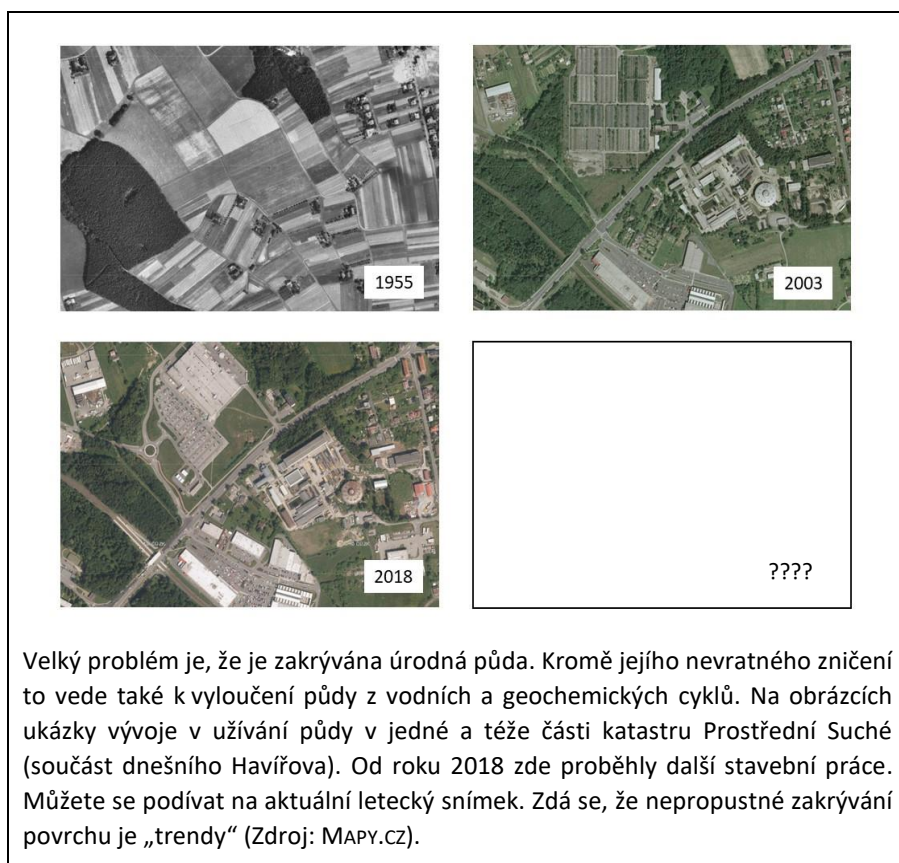 1955
2003
2018
????
Velký problém je, že je zakrývána úrodná půda. Kromě jejího nevratného zničení
to vede také k vyloučení půdy z vodních a geochemických cyklů. Na obrázcích
ukázky vývoje v užívání půdy v jedné a téže části katastru Prostřední Suché
(součást dnešního Havířova). Od roku 2018 zde proběhly další stavební práce.
Můžete se podívat na aktuální letecký snímek. Zdá se, že nepropustné zakrývání
povrchu je „trendy“ (Zdroj: MAPY.CZ).